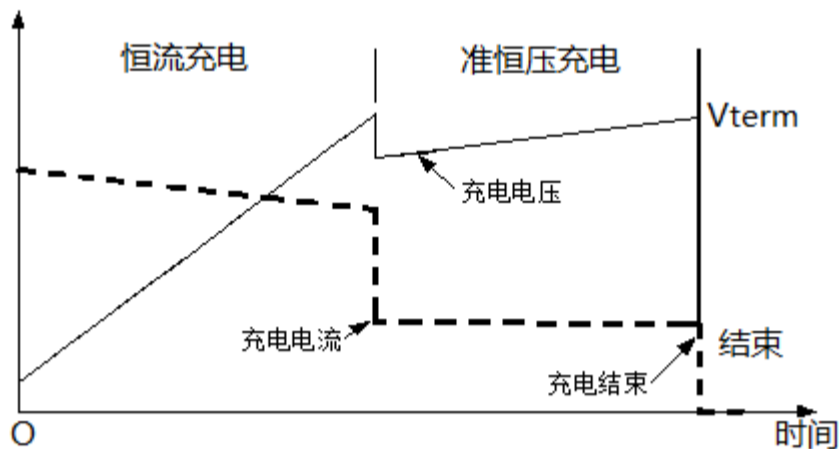 恒流充电
准恒压充电
Vterm
充电电压
充电电流
结束
充电结束
O
时间